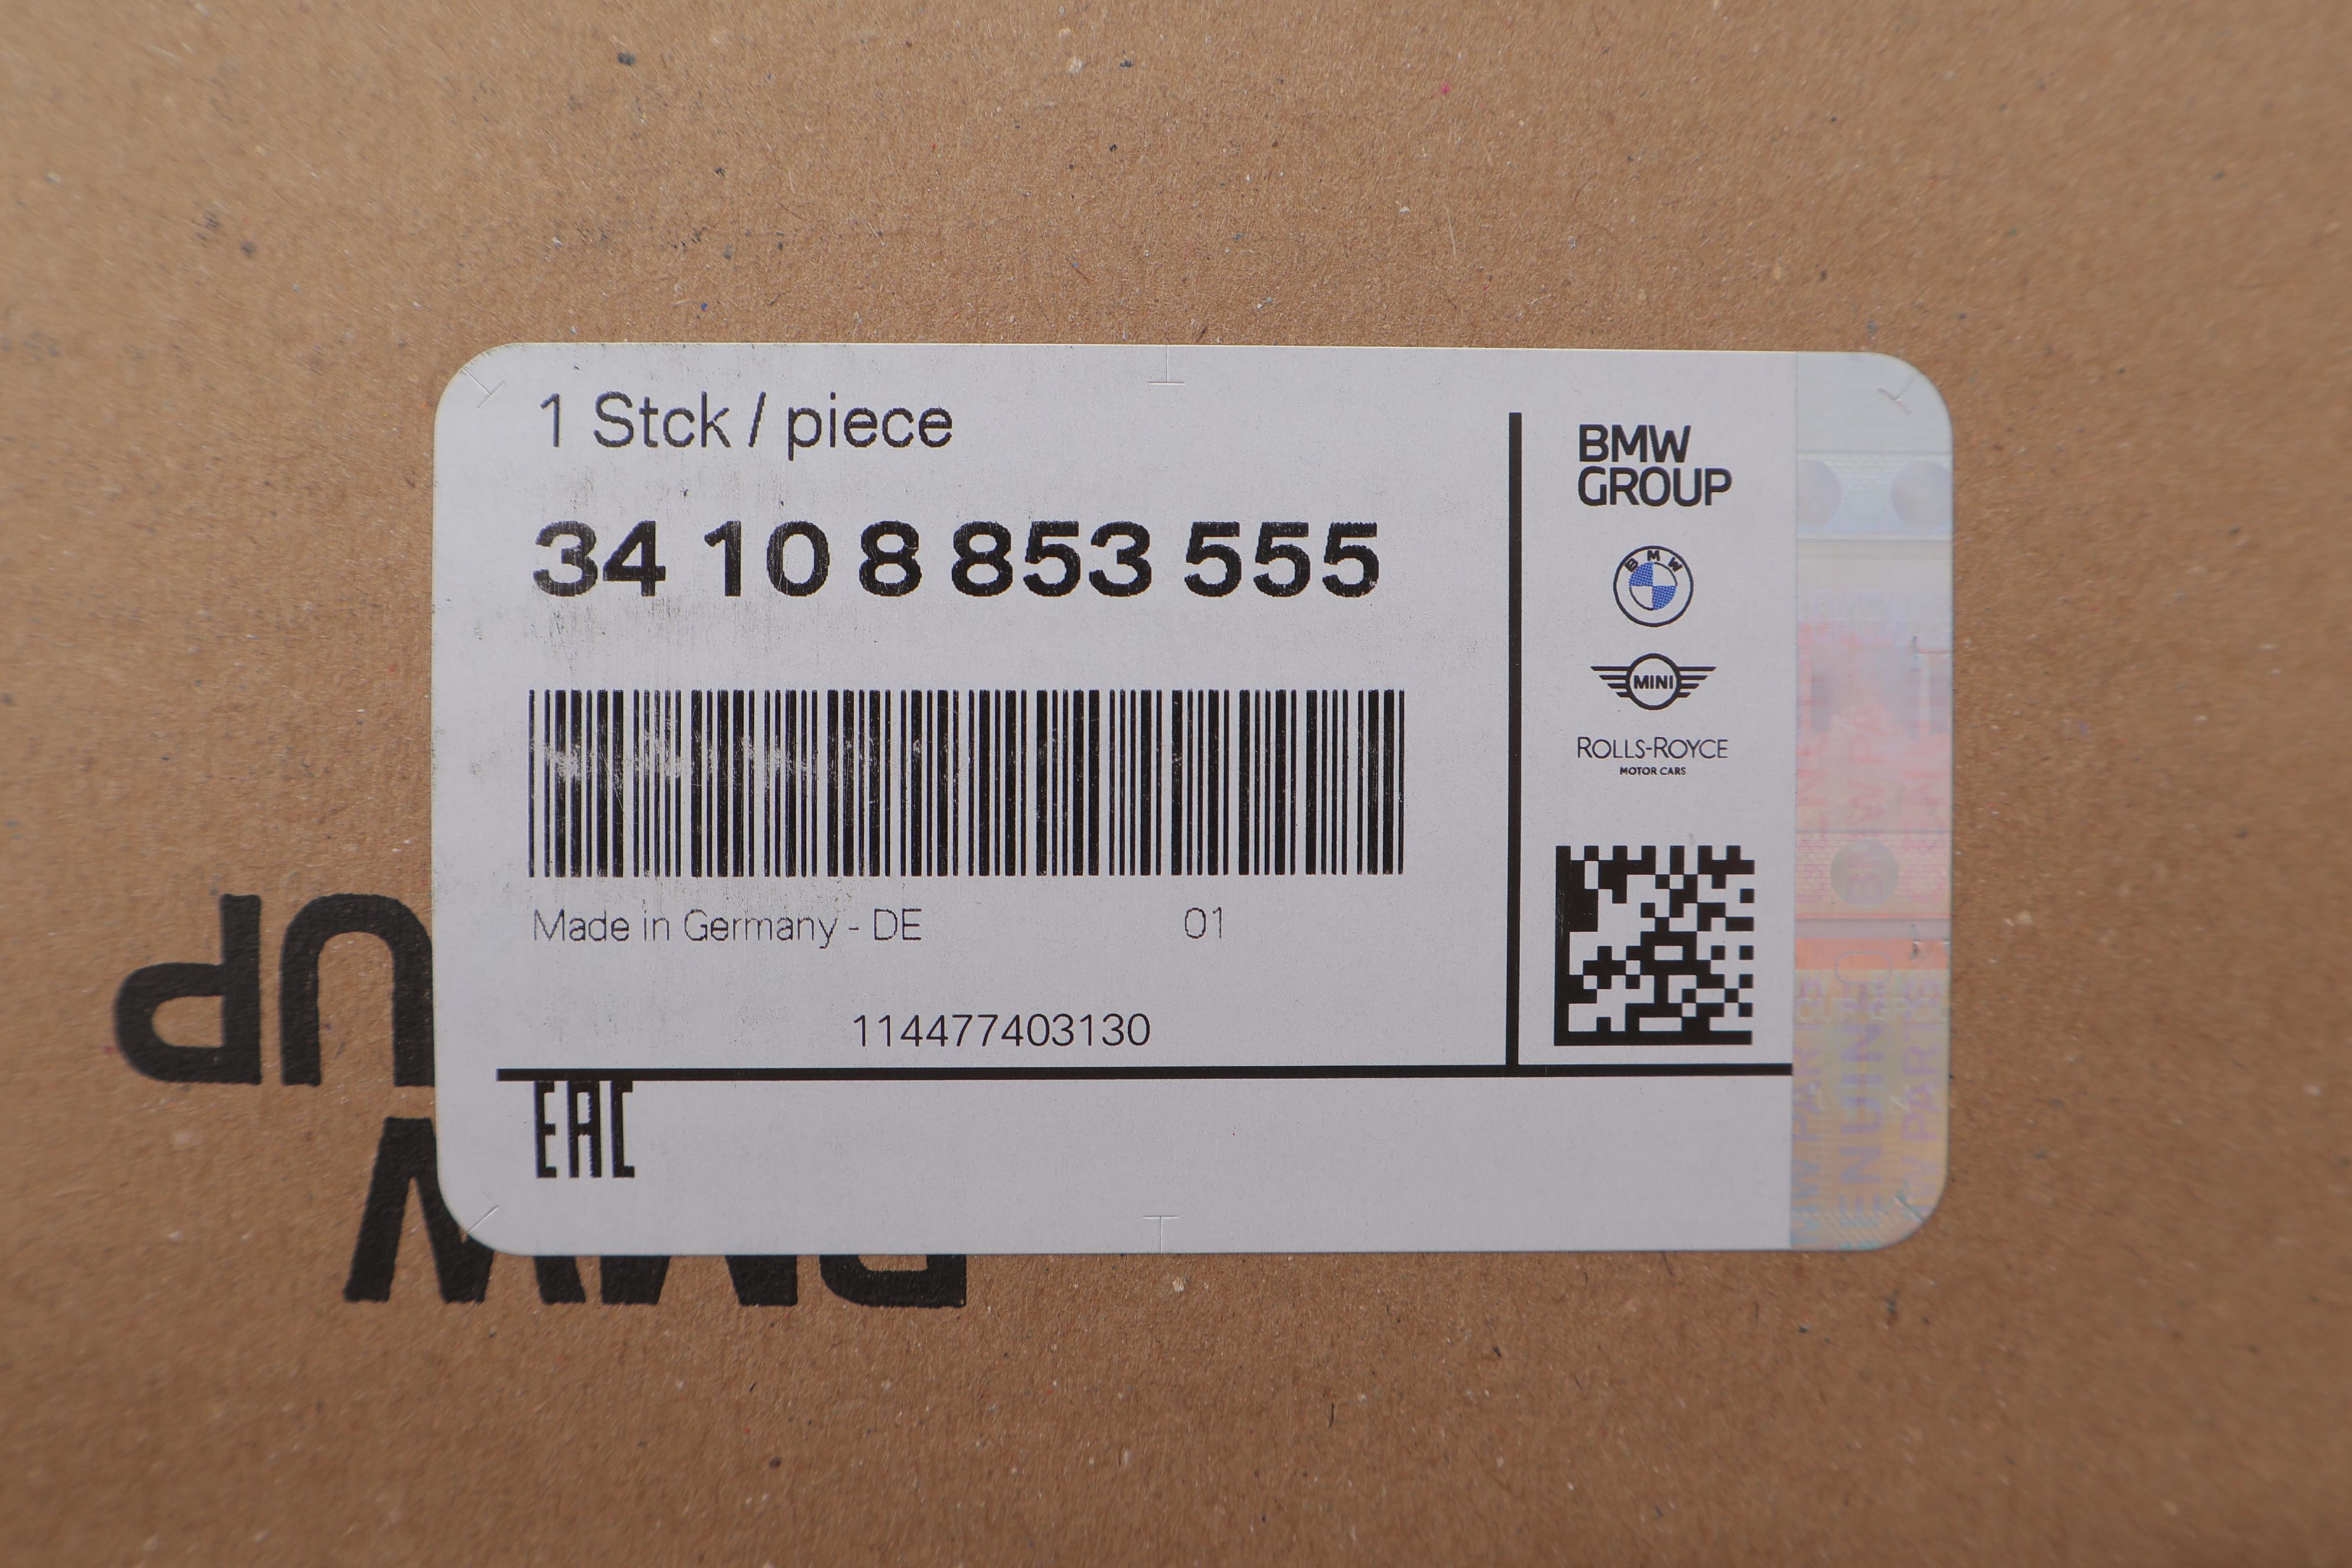 1 Stck / piece
34 10 8 853 555
Made in Germany - DE 01
114477403130
EAC
BMW
GROUP
BMW
MINI
ROLLS-ROYCE
MOTOR CARS